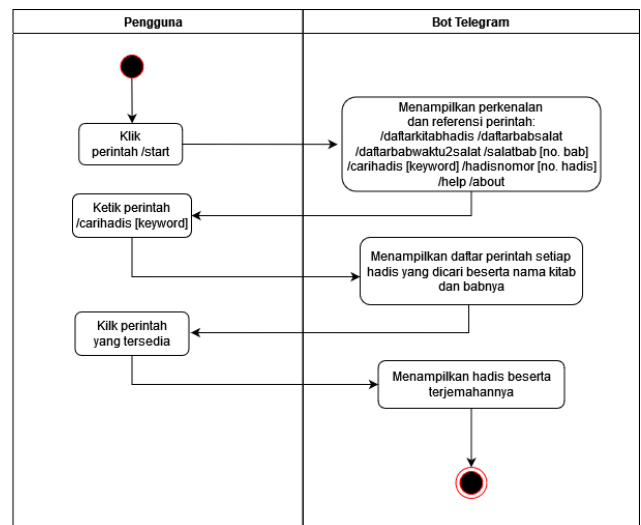 Pengguna
Bot Telegram
Klik
perintah /start
Menampilkan perkenalan
dan referensi perintah:
/daftarkitabhadis /daftarbabsalat
/daftarbabwaktu2salat /salatbab [no. bab]
/carihadis [keyword] /hadisnomor [no. hadis]
/help /about
Ketik perintah
/carihadis [keyword]
Menampilkan daftar perintah setiap
hadis yang dicari beserta nama kitab
dan babnya
Kilk perintah
yang tersedia
Menampilkan hadis beserta
terjemahannya